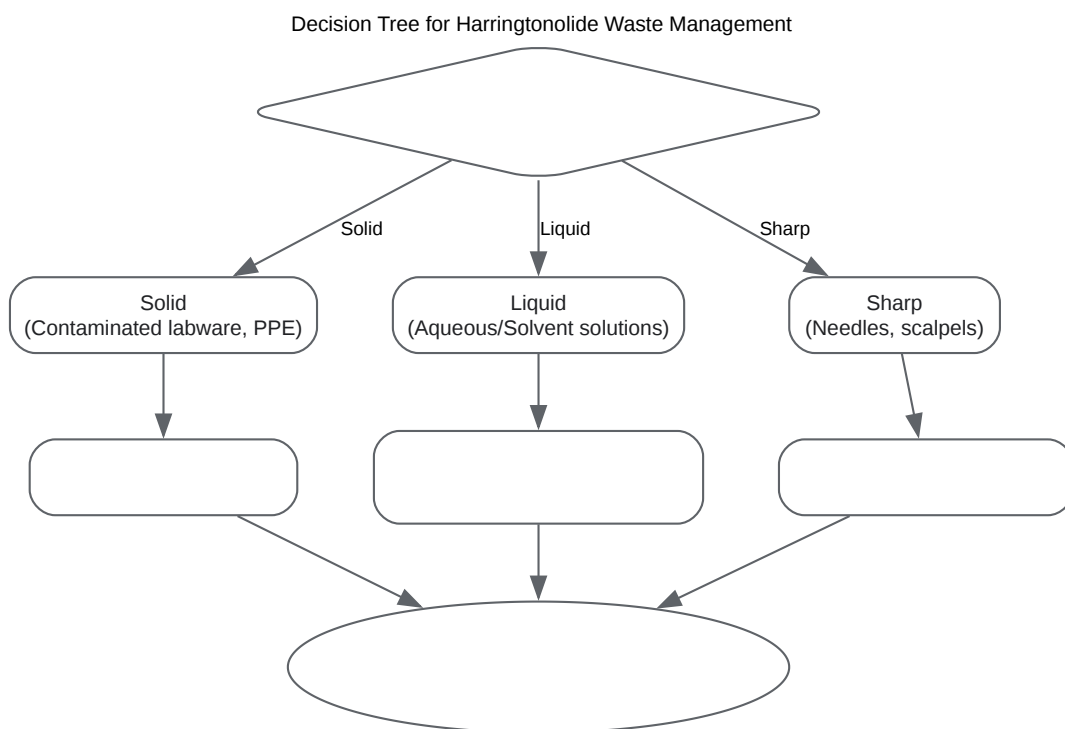 Decision Tree for Harringtonolide Waste Management
Solid
Liquid
Sharp
Solid
(Contaminated labware, PPE)
Liquid
(Aqueous/Solvent solutions)
Sharp
(Needles, scalpels)